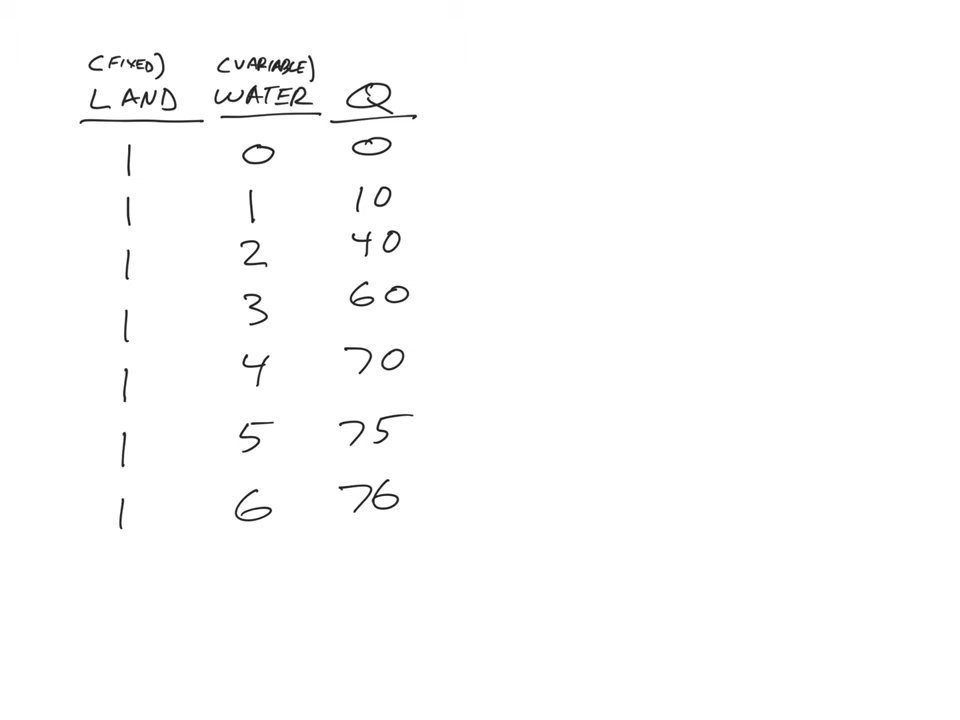 (FIXED) (VARIABLE)
LAND WATER Q
1 0 0
1 1 10
1 2 40
1 3 60
1 4 70
1 5 75
1 6 76